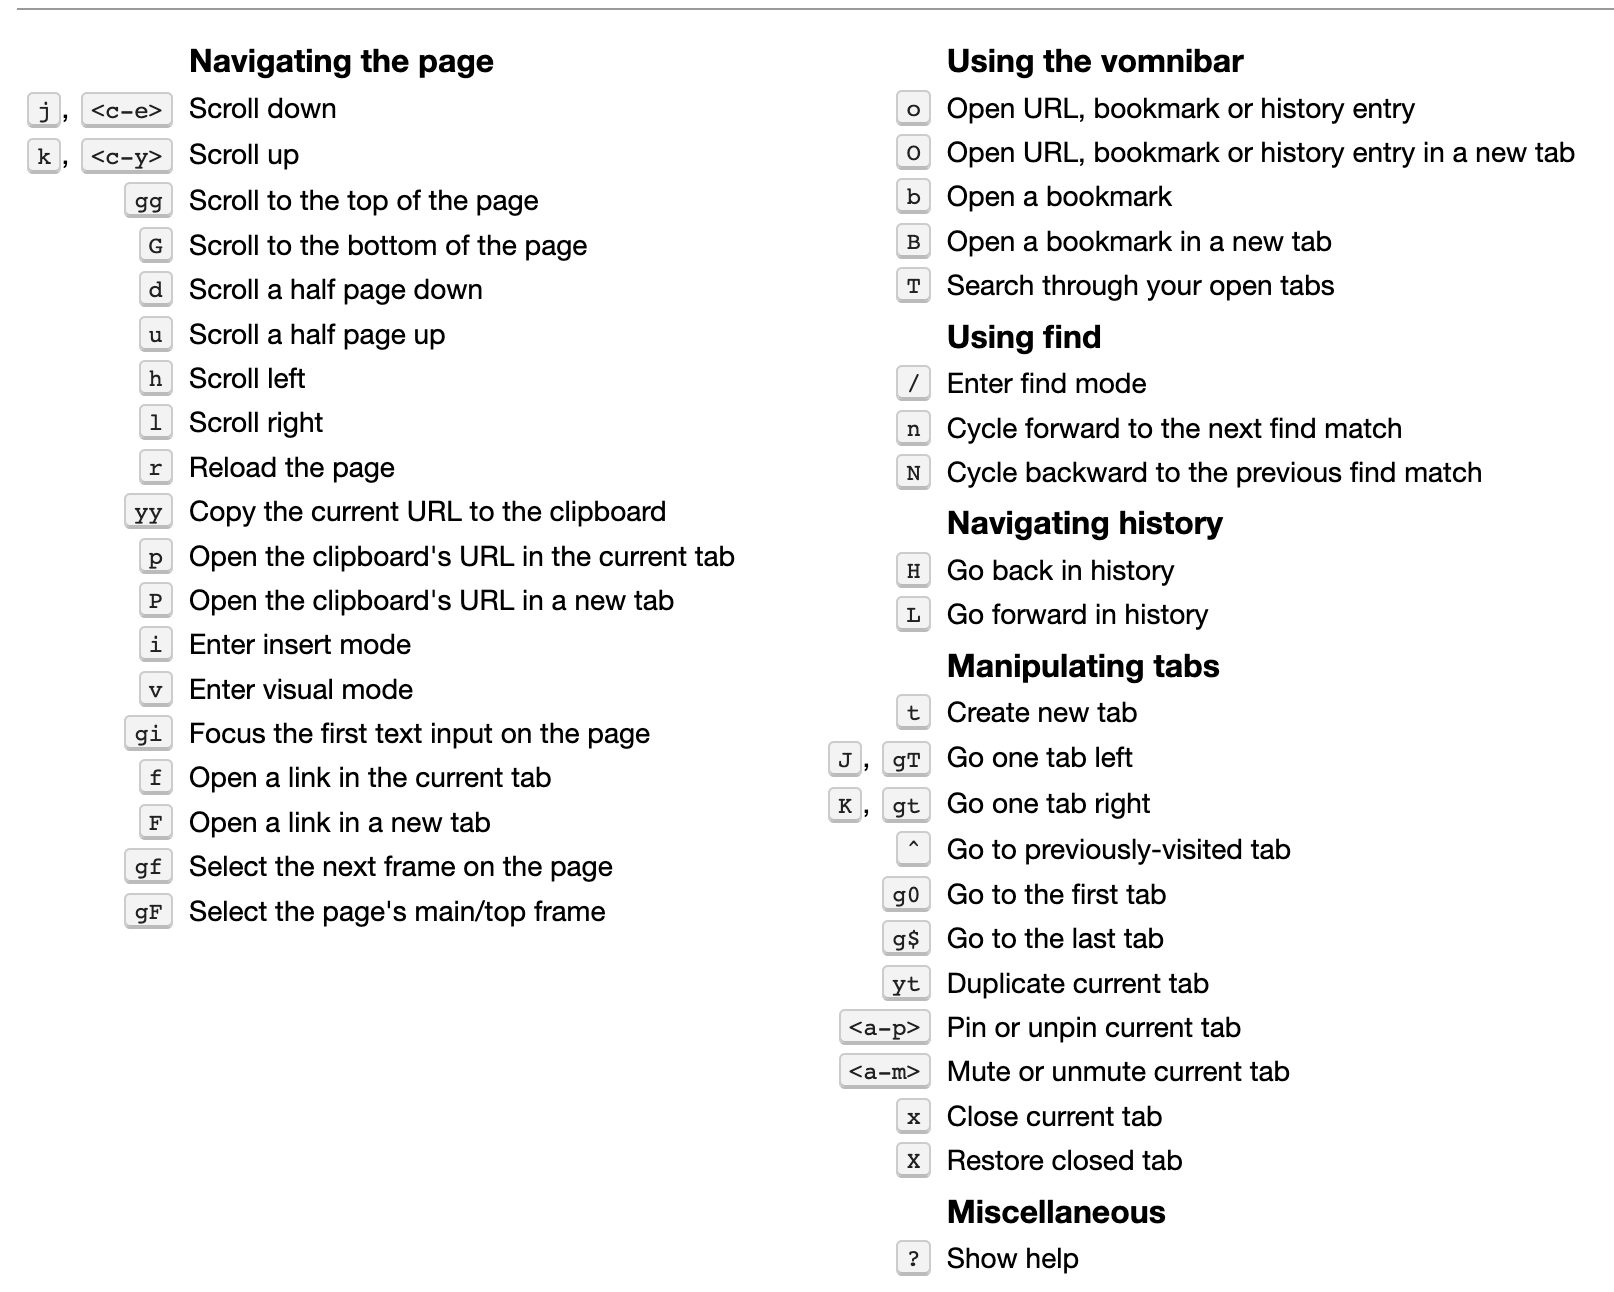 Navigating the page
j, <c-e> Scroll down
k, <c-y> Scroll up
gg Scroll to the top of the page
G Scroll to the bottom of the page
d Scroll a half page down
u Scroll a half page up
h Scroll left
l Scroll right
r Reload the page
yy Copy the current URL to the clipboard
p Open the clipboard's URL in the current tab
P Open the clipboard's URL in a new tab
i Enter insert mode
v Enter visual mode
gi Focus the first text input on the page
f Open a link in the current tab
F Open a link in a new tab
gf Select the next frame on the page
gF Select the page's main/top frame
Using the vomnibar
o Open URL, bookmark or history entry
O Open URL, bookmark or history entry in a new tab
b Open a bookmark
B Open a bookmark in a new tab
T Search through your open tabs
Using find
/ Enter find mode
n Cycle forward to the next find match
N Cycle backward to the previous find match
Navigating history
H Go back in history
L Go forward in history
Manipulating tabs
t Create new tab
J, gT Go one tab left
K, gt Go one tab right
^ Go to previously-visited tab
g0 Go to the first tab
g$ Go to the last tab
yt Duplicate current tab
<a-p> Pin or unpin current tab
<a-m> Mute or unmute current tab
x Close current tab
X Restore closed tab
Miscellaneous
? Show help